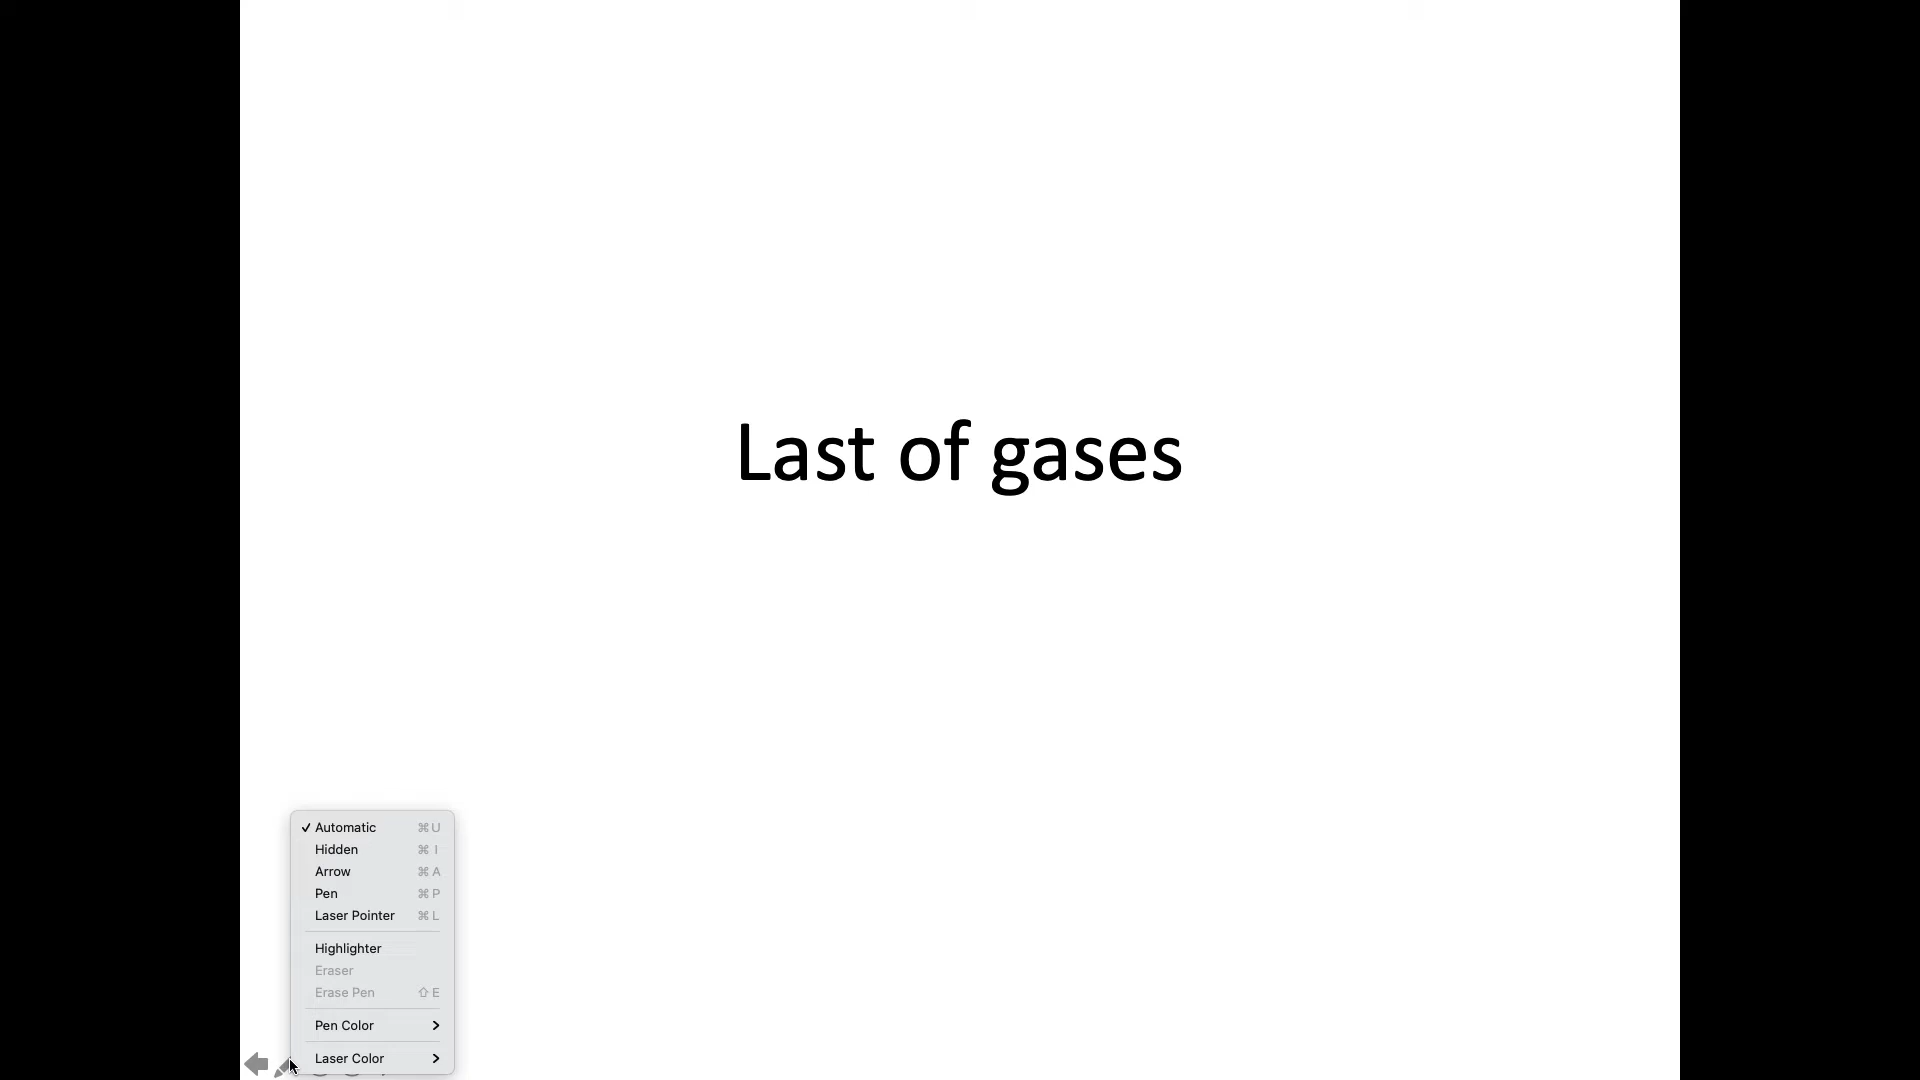 Last of gases
✓ Automatic ⌘ U
Hidden ⌘ I
Arrow ⌘ A
Pen ⌘ P
Laser Pointer ⌘ L
Highlighter
Eraser
Erase Pen ⇧ E
Pen Color >
Laser Color >